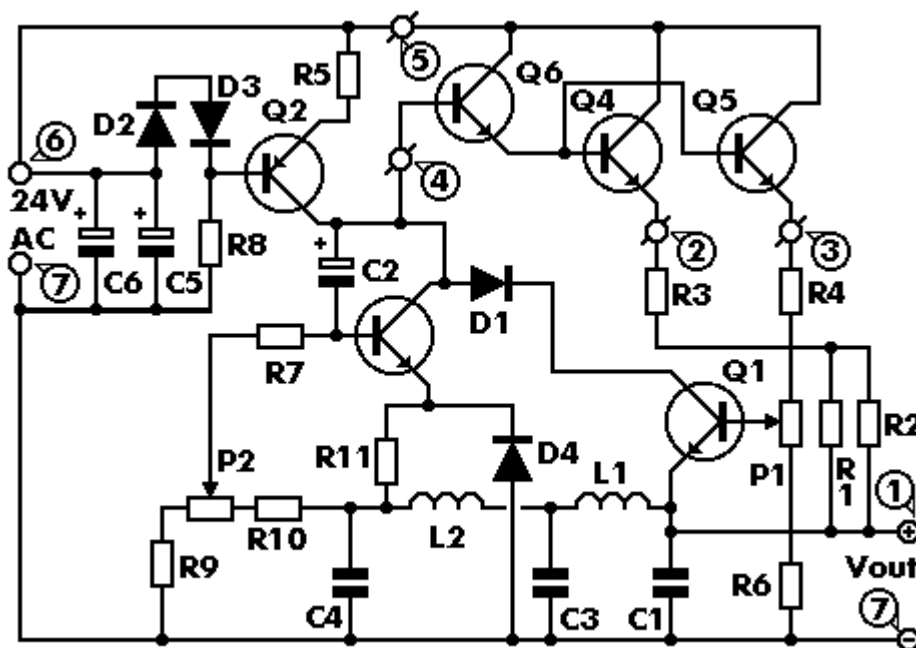 5
R5
D3
Q6
Q4
Q5
D2
Q2
6
4
24V
+
+
+
AC
R8
2
3
7
C6
C5
C2
R3
R4
D1
R7
Q1
P2
R11
D4
R2
L1
R1
P1
1
R10
L2
+
R9
Vout
R6
C4
C3
C1
7
−